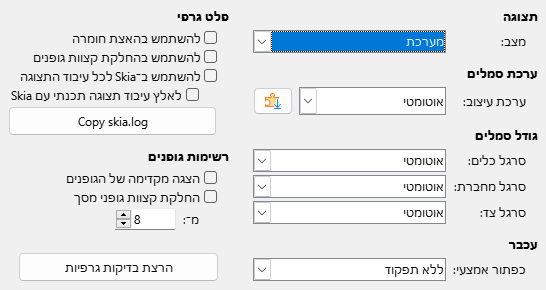 תצוגה
מצב: מערכת
ערכת סמלים
ערכת עיצוב: אוטומטי
גודל סמלים
סרגל כלים: אוטומטי
סרגל מחברת: אוטומטי
סרגל צד: אוטומטי
עכבר
כפתור אמצעי: ללא תפקוד
פלט גרפי
להשתמש בהאצת חומרה
להשתמש בהחלקת קצוות גופנים
להשתמש ב־Skia לכל עיבוד התצוגה
לאלץ עיבוד תצוגה תכנתי עם Skia
Copy skia.log
רשימות גופנים
הצגה מקדימה של הגופנים
החלקת קצוות גופני מסך
מ־: 8
הרצת בדיקות גרפיות